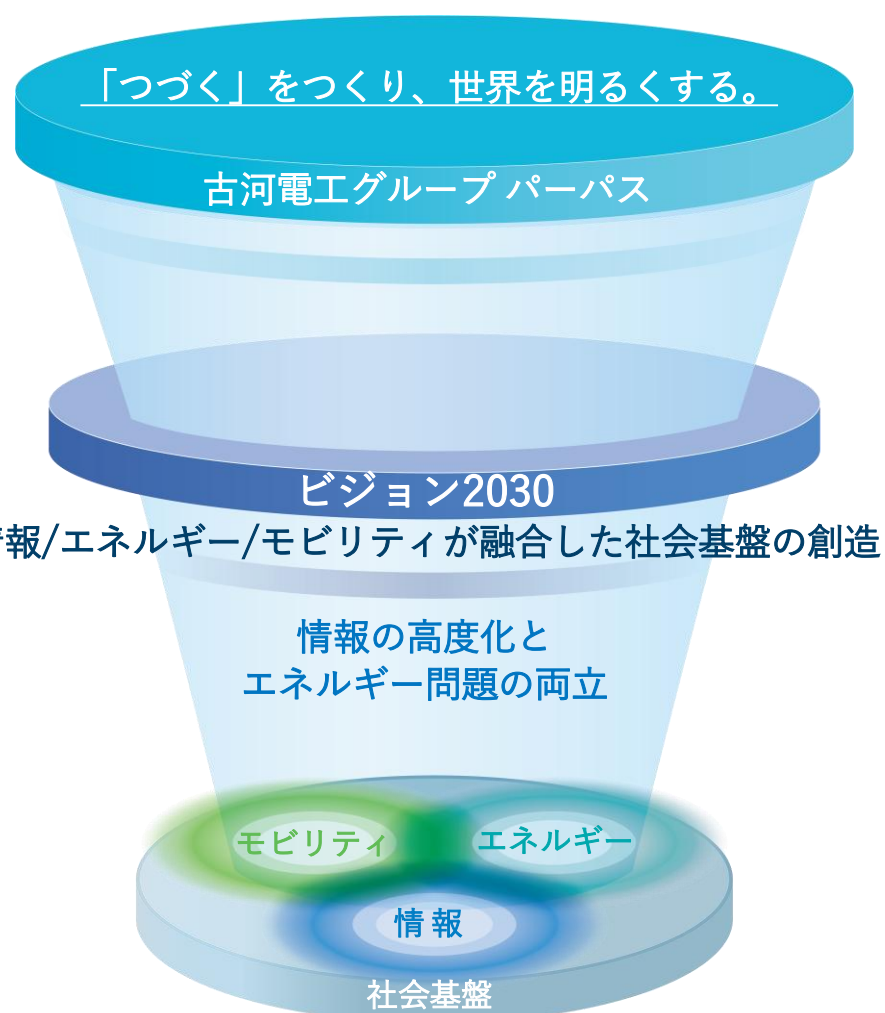 「つづく」をつくり、世界を明るくする。
古河電工グループ パーパス
ビジョン2030
報/エネルギー/モビリティが融合した社会基盤の創造
情報の高度化と
エネルギー問題の両立
モビリティ
エネルギー
情報
社会基盤